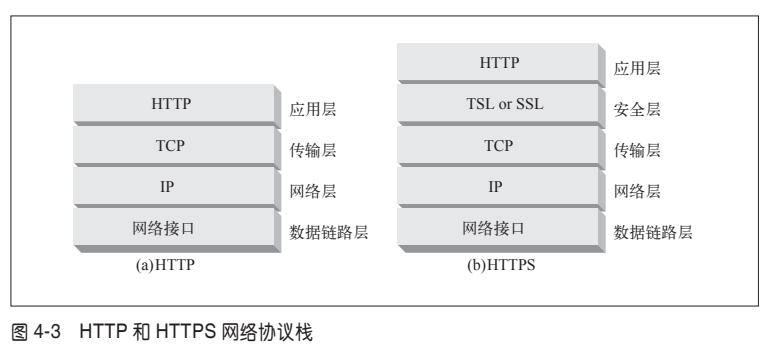 HTTP 应用层
TCP 传输层
IP 网络层
网络接口 数据链路层
(a)HTTP
HTTP 应用层
TSL or SSL 安全层
TCP 传输层
IP 网络层
网络接口 数据链路层
(b)HTTPS
图 4-3 HTTP 和 HTTPS 网络协议栈